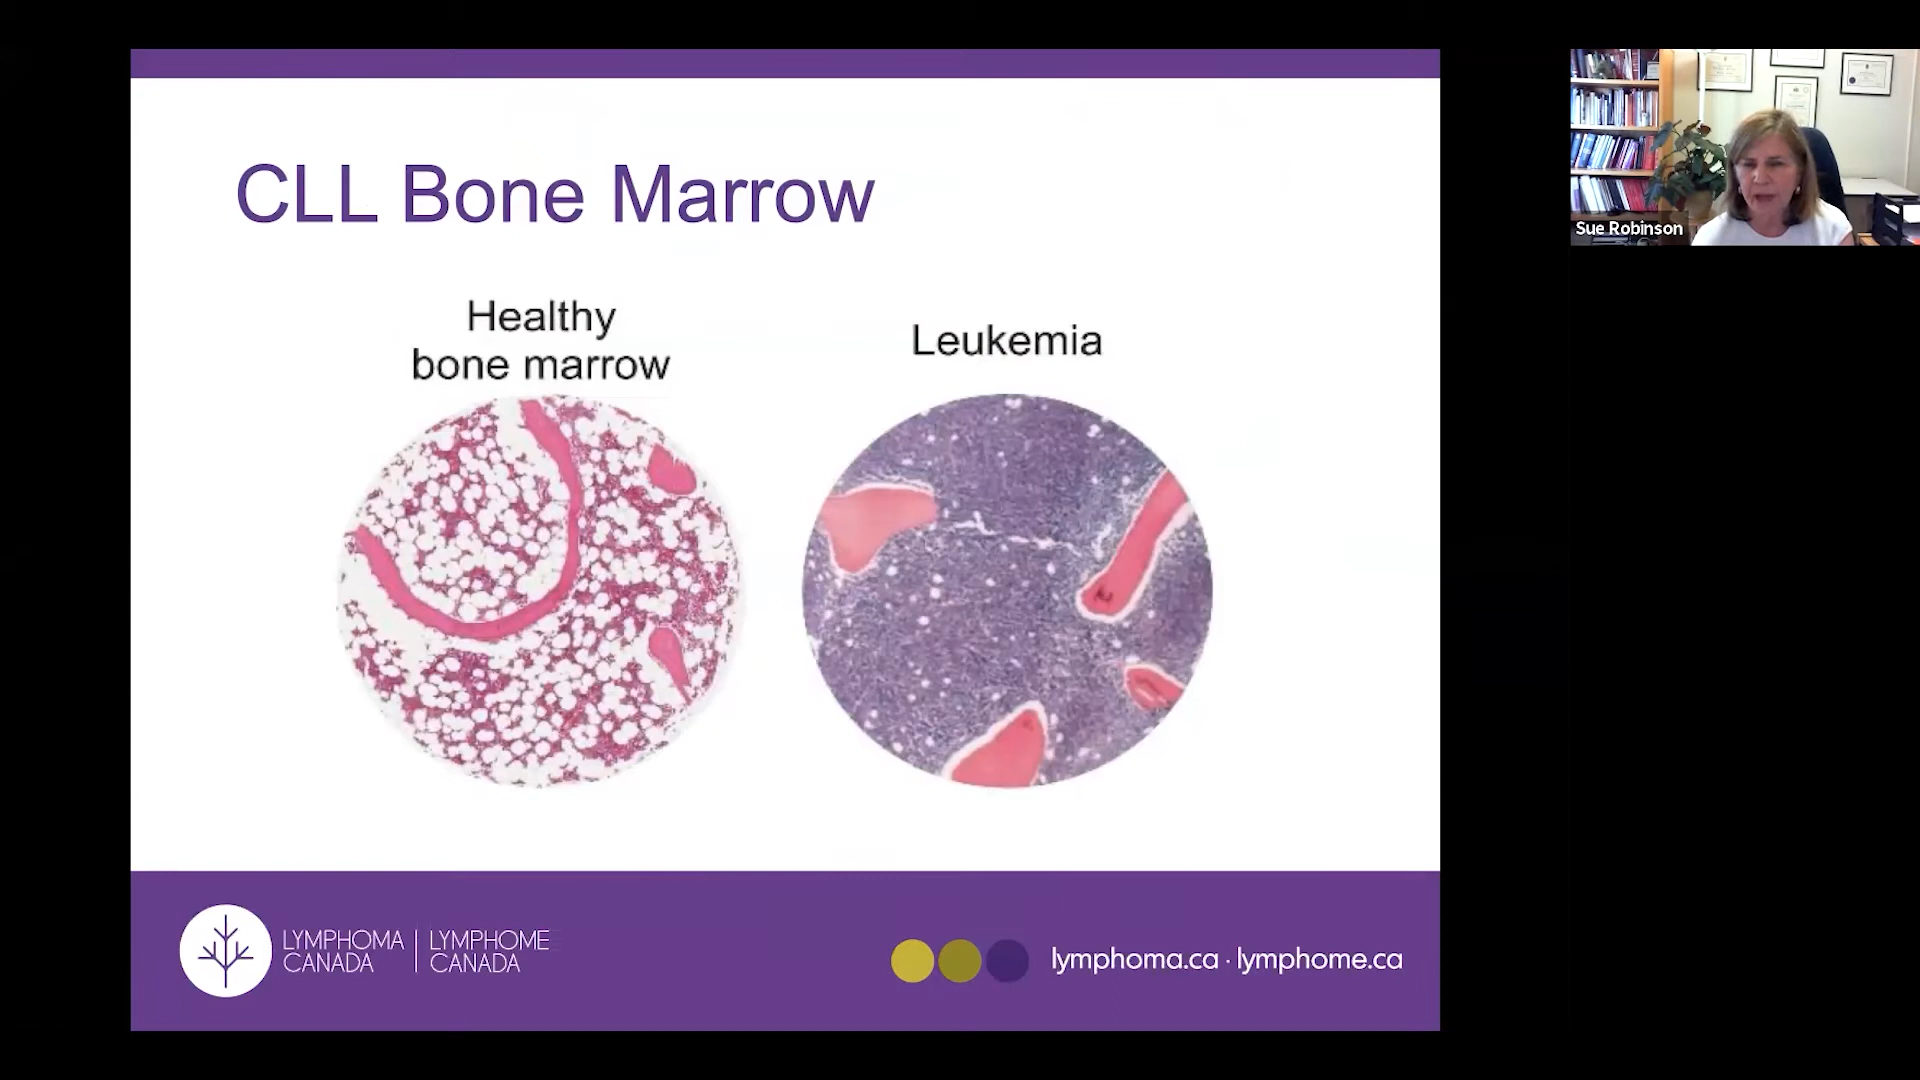 CLL Bone Marrow
Healthy
bone marrow
Leukemia
LYMPHOMA
CANADA
LYMPHOME
CANADA
lymphoma.ca · lymphome.ca
Sue Robinson